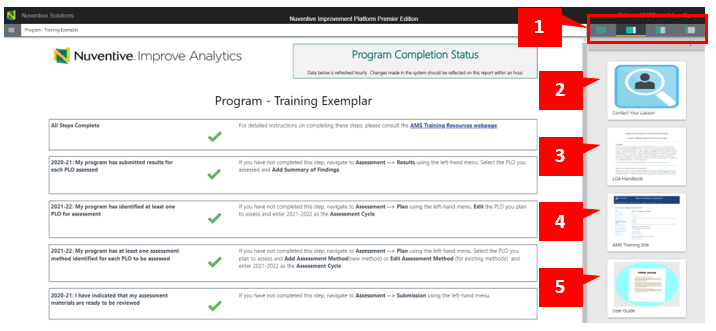 Nuventive Solutions
Nuventive Improvement Platform Premier Edition
Program - Training Exemplar
Nuventive. Improve Analytics
Program Completion Status
Data below is refreshed hourly. Changes made in the system should be reflected on this report within an hour
Program - Training Exemplar
All Steps Complete
For detailed instructions on completing these steps, please consult the AMS Training Resources webpage.
2020-21: My program has submitted results for
each PLO assessed
If you have not completed this step, navigate to Assessment —> Results using the left-hand menu. Select the PLO you
assessed and Add Summary of Findings.
2021-22: My program has identified at least one
PLO for assessment
If you have not completed this step, navigate to Assessment —> Plan using the left-hand menu. Edit the PLO you plan
to assess and enter 2021-2022 as the Assessment Cycle.
2021-22: My program has at least one assessment
method identified for each PLO to be assessed
If you have not completed this step, navigate to Assessment —> Plan using the left-hand menu. Select the PLO you
plan to assess and Add Assessment Method(new method) or Edit Assessment Method (for existing methods) and
enter 2021-2022 as the Assessment Cycle.
2020-21: I have indicated that my assessment
materials are ready to be reviewed
If you have not completed this step, navigate to Assessment —> Submission using the left-hand menu.
1
2
Contact Your Liaison
3
LOA Handbook
4
AMS Training Site
5
User Guide